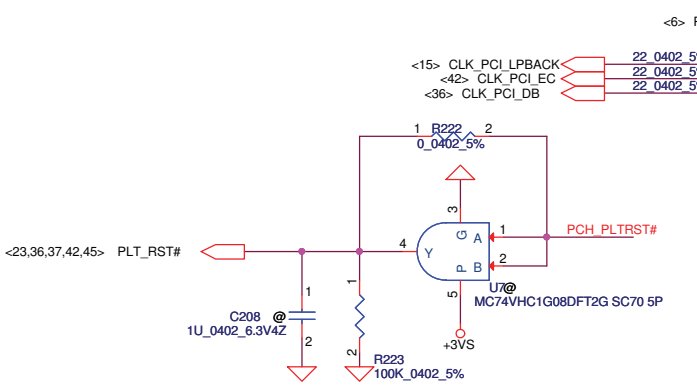 <6>
<15> CLK_PCI_LPBACK 22_0402_5%
<42> CLK_PCI_EC 22_0402_5%
<36> CLK_PCI_DB 22_0402_5%
1 R222 2
0_0402_5%
3
G
A 1 PCH_PLTRST#
<23,36,37,42,45> PLT_RST# 4 Y
P B 2
5
U7@
MC74VHC1G08DFT2G SC70 5P
1 1
C208 @
1U_0402_6.3V4Z
2 2
+3VS
R223
100K_0402_5%